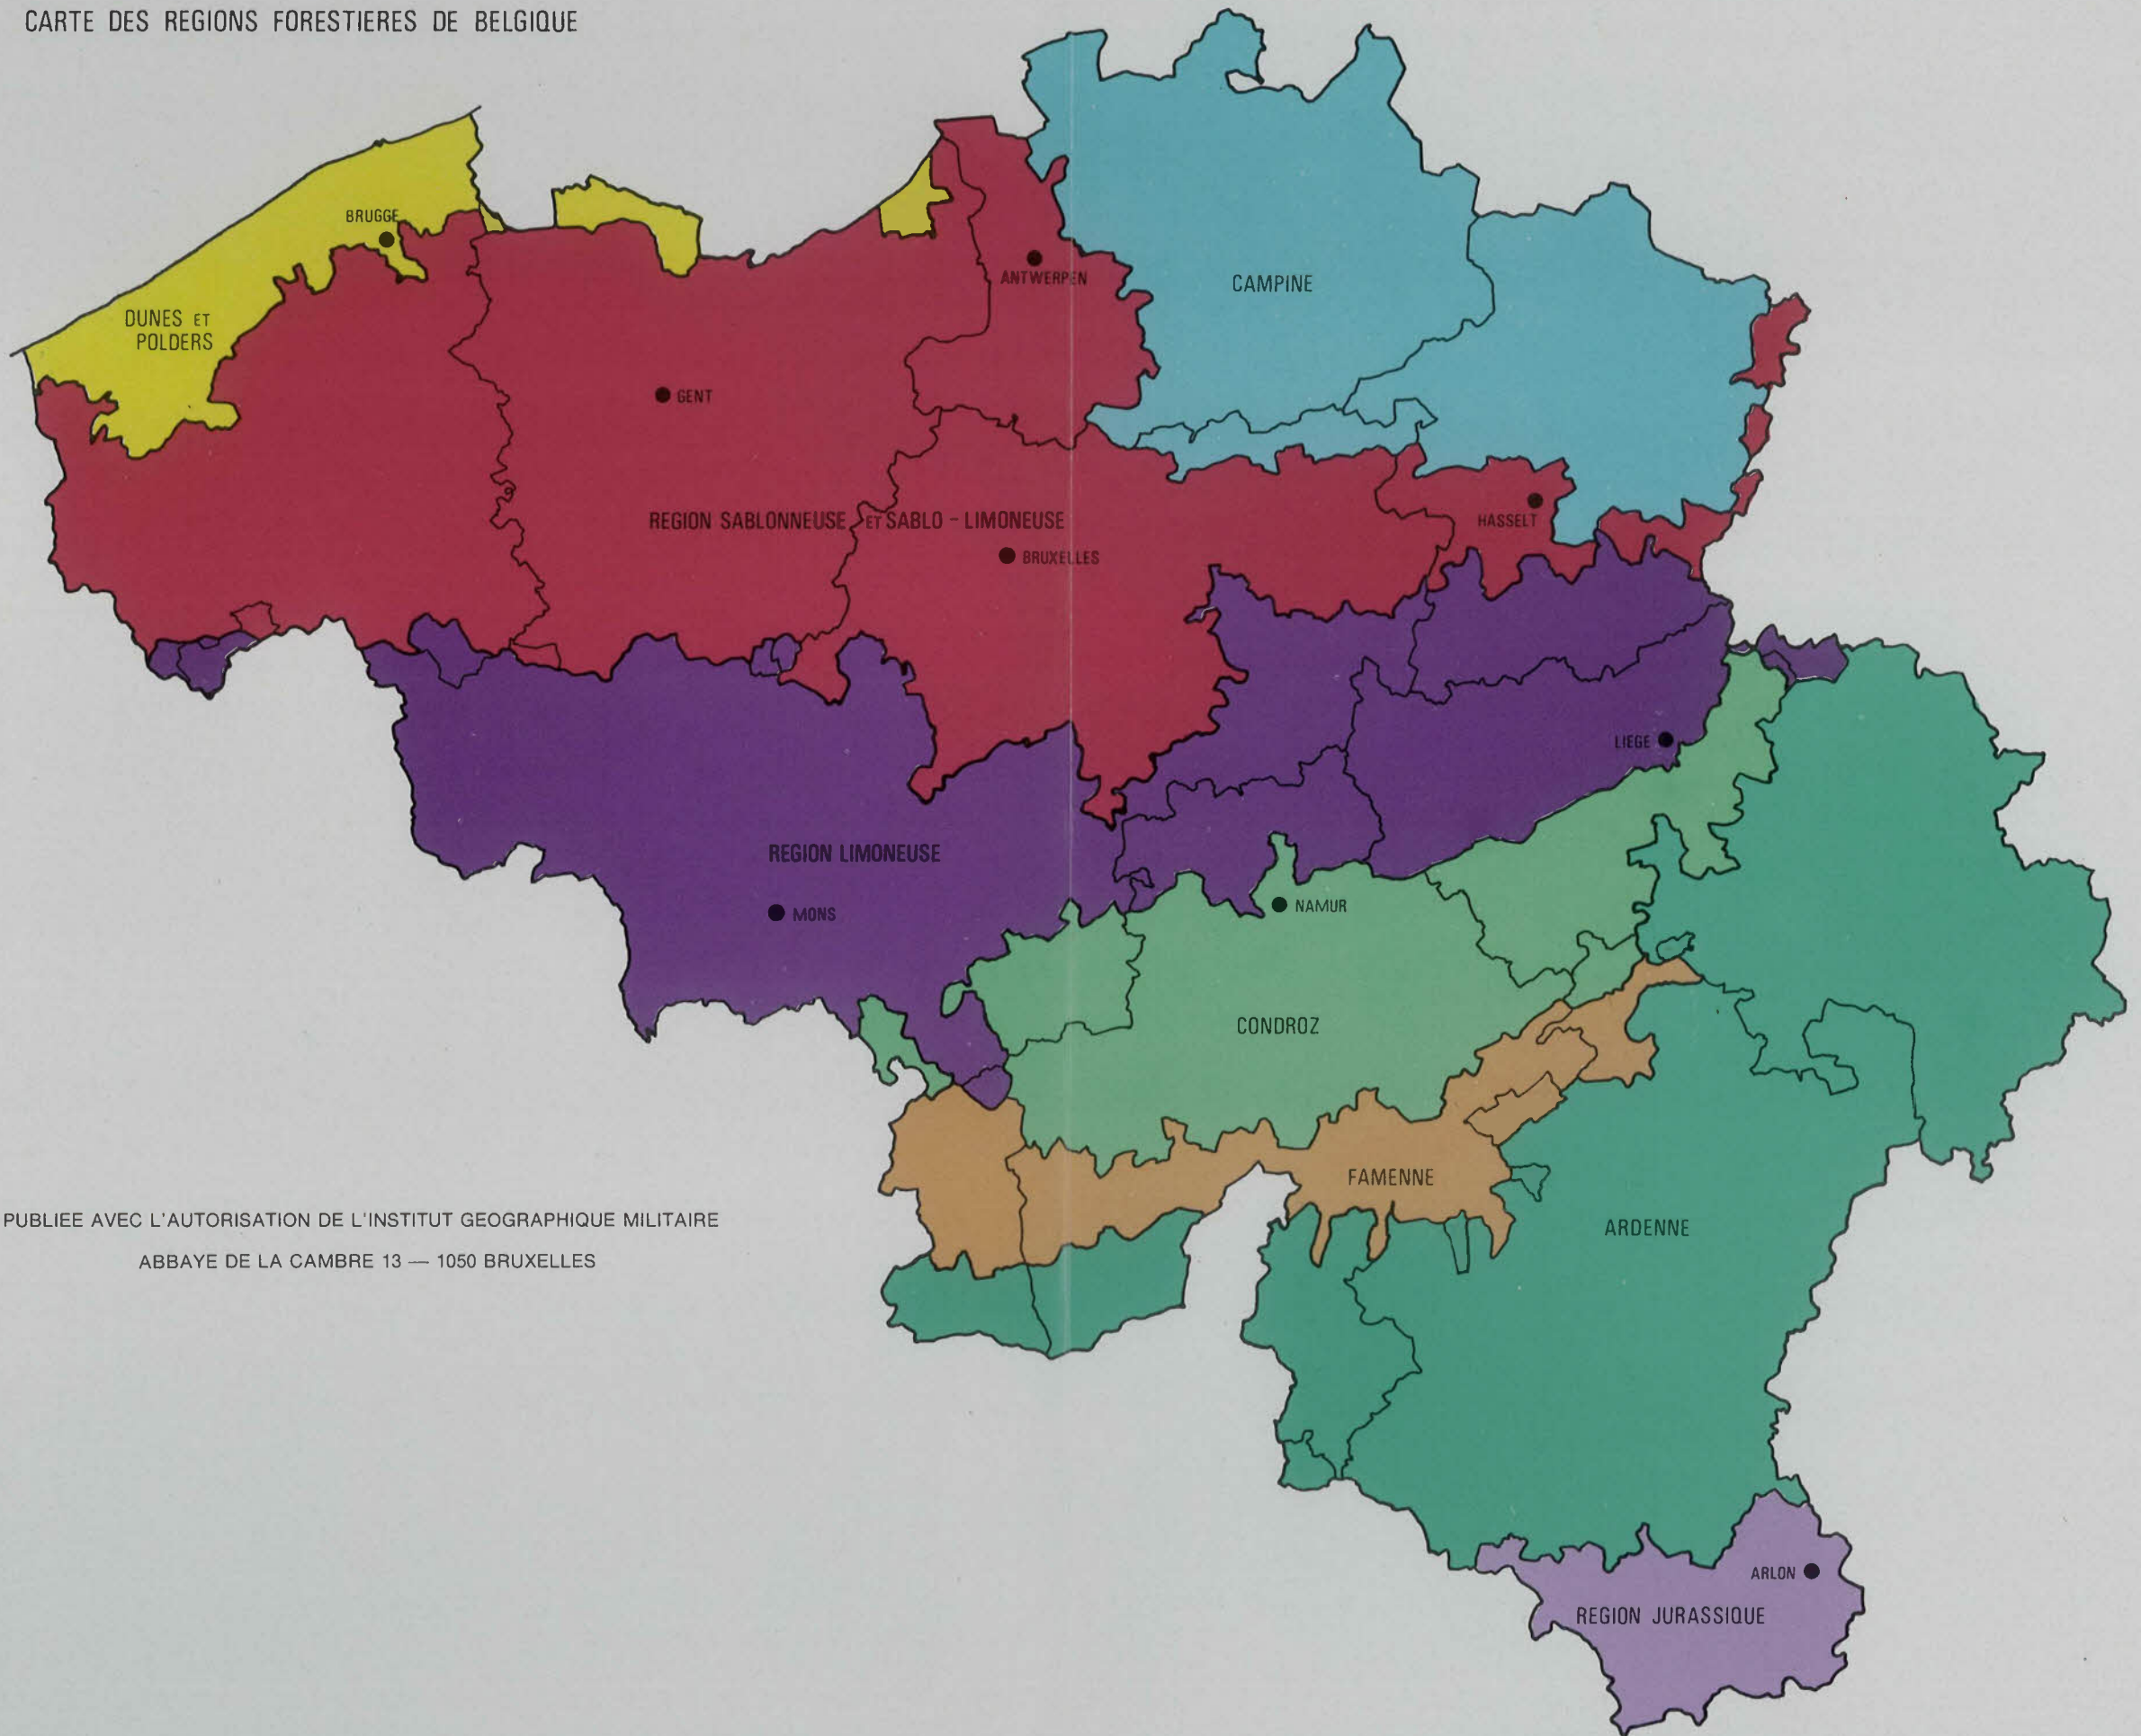 CARTE DES REGIONS FORESTIERES DE BELGIQUE
BRUGGE
DUNES ET
POLDERS
ANTWERPEN
CAMPINE
GENT
REGION SABLONNEUSE ET SABLO - LIMONEUSE
HASSELT
BRUXELLES
LIEGE
REGION LIMONEUSE
MONS
NAMUR
CONDROZ
FAMENNE
ARDENNE
PUBLIEE AVEC L'AUTORISATION DE L'INSTITUT GEOGRAPHIQUE MILITAIRE
ABBAYE DE LA CAMBRE 13 — 1050 BRUXELLES
ARLON
REGION JURASSIQUE